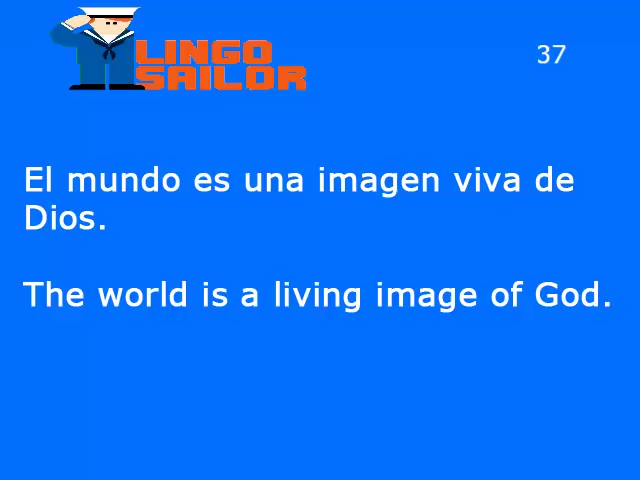 LINGO
SAILOR
37
El mundo es una imagen viva de
Dios.
The world is a living image of God.